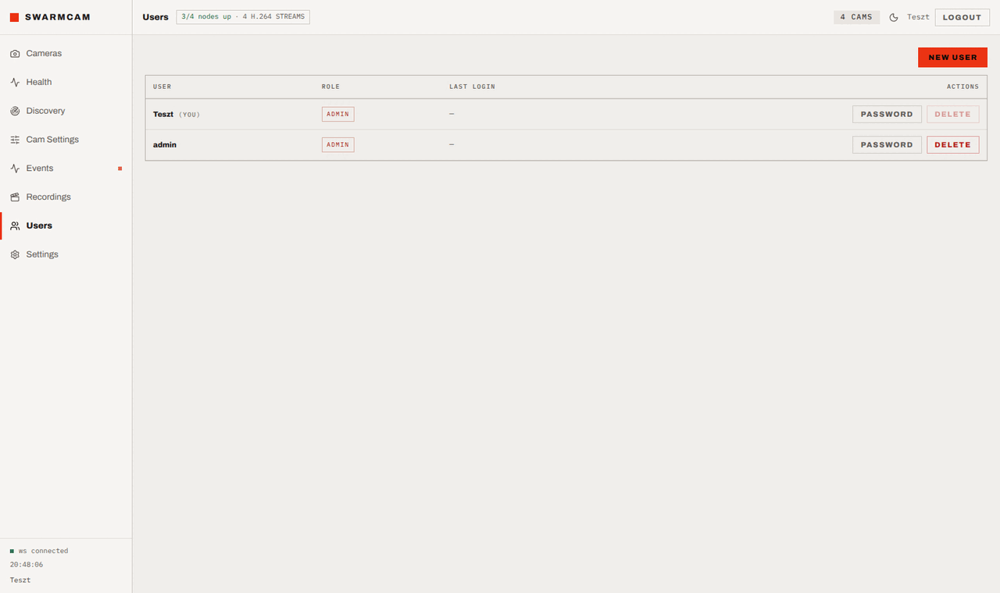 SWARMCAM
Users
3/4 nodes up · 4 H.264 STREAMS
4 CAMS
Teszt
LOGOUT
Cameras
Health
Discovery
Cam Settings
Events
Recordings
Users
Settings
NEW USER
USER ROLE LAST LOGIN ACTIONS
Teszt (YOU) ADMIN — PASSWORD DELETE
admin ADMIN — PASSWORD DELETE
ws connected
20:48:06
Teszt